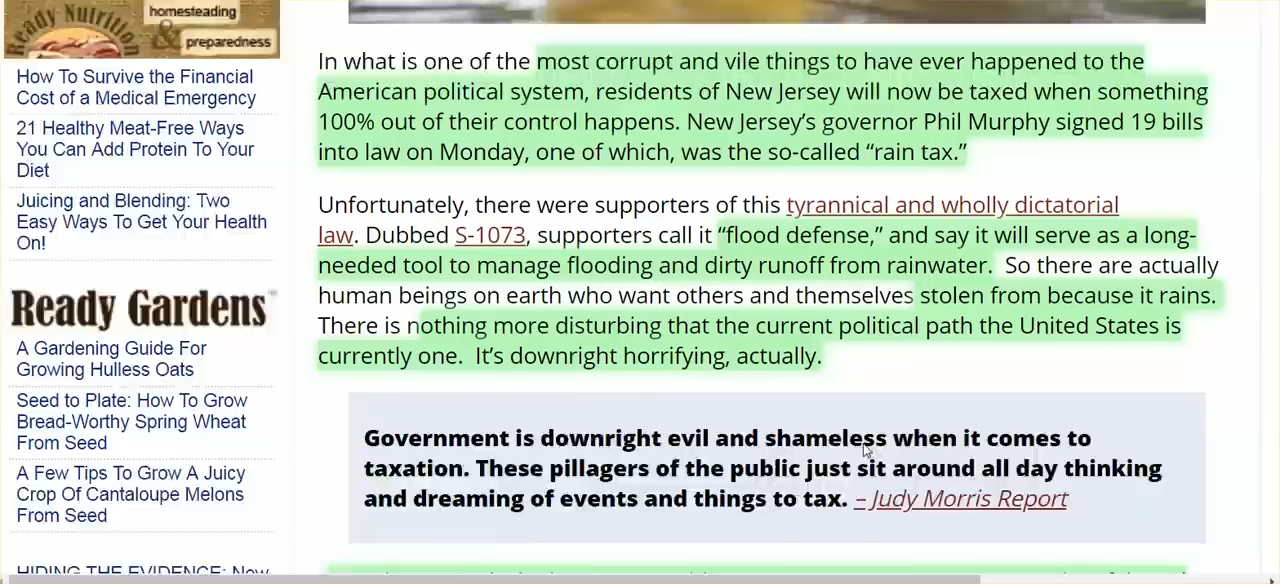 Ready Nutrition
homesteading
&
preparedness
How To Survive the Financial
Cost of a Medical Emergency
21 Healthy Meat-Free Ways
You Can Add Protein To Your
Diet
Juicing and Blending: Two
Easy Ways To Get Your Health
On!
Ready Gardens™
A Gardening Guide For
Growing Hulless Oats
Seed to Plate: How To Grow
Bread-Worthy Spring Wheat
From Seed
A Few Tips To Grow A Juicy
Crop Of Cantaloupe Melons
From Seed
HIDING THE EVIDENCE: New
In what is one of the most corrupt and vile things to have ever happened to the
American political system, residents of New Jersey will now be taxed when something
100% out of their control happens. New Jersey’s governor Phil Murphy signed 19 bills
into law on Monday, one of which, was the so-called “rain tax.”
Unfortunately, there were supporters of this tyrannical and wholly dictatorial
law. Dubbed S-1073, supporters call it “flood defense,” and say it will serve as a long-
needed tool to manage flooding and dirty runoff from rainwater. So there are actually
human beings on earth who want others and themselves stolen from because it rains.
There is nothing more disturbing that the current political path the United States is
currently one. It’s downright horrifying, actually.
Government is downright evil and shameless when it comes to
taxation. These pillagers of the public just sit around all day thinking
and dreaming of events and things to tax. – Judy Morris Report